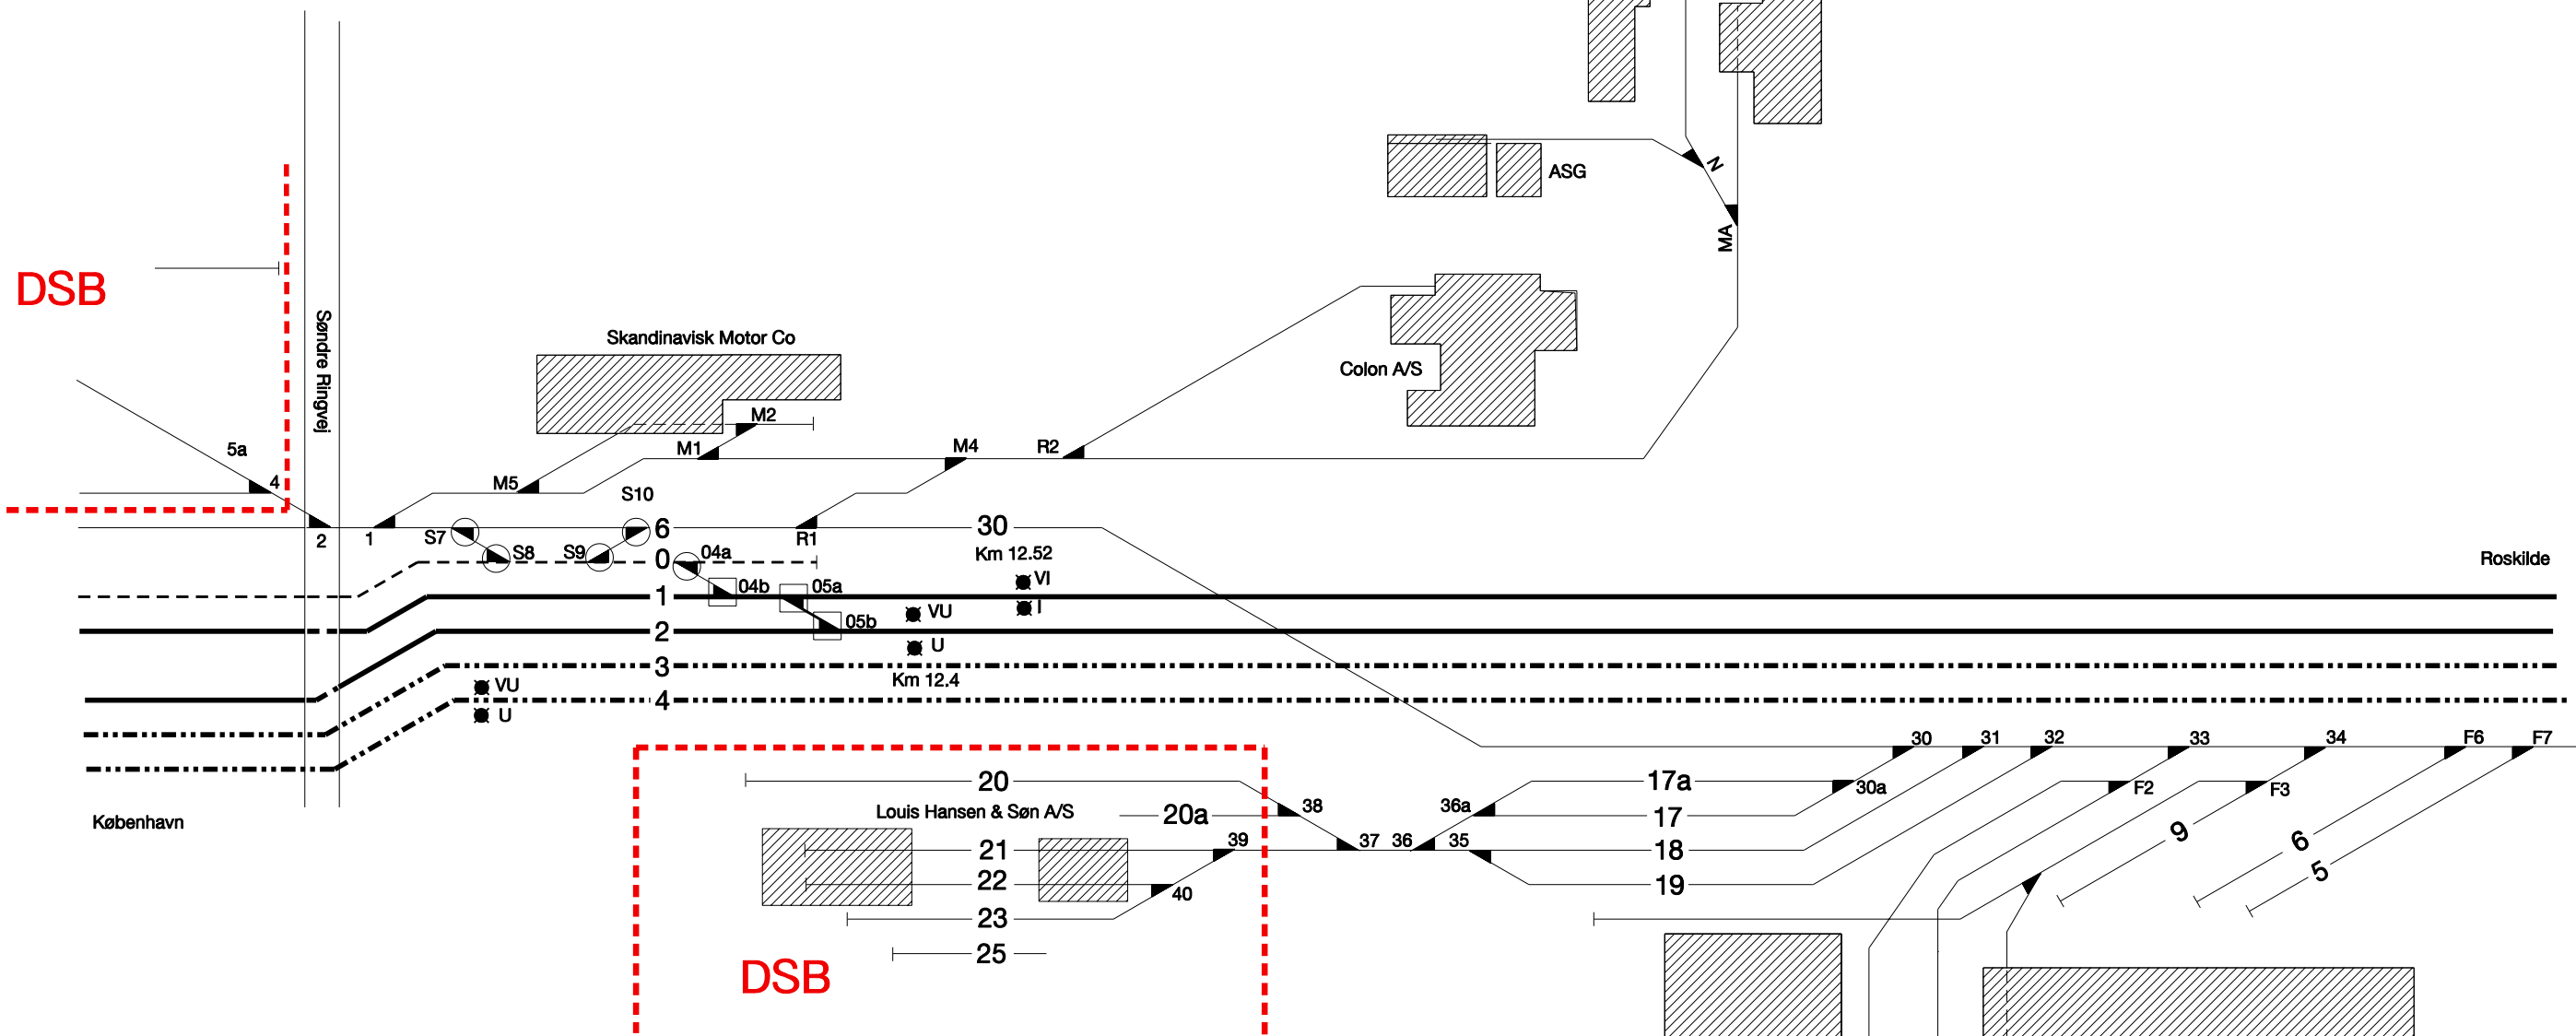 N
ASG
MA
DSB
Søndre Ringvej
Skandinavisk Motor Co
Colon A/S
M2
5a
M1
M4
R2
4
M5
S10
2
1
S7
6
R1
30
S8
S9
0
04a
Km 12.52
Roskilde
04b
05a
VI
1
I
VU
05b
2
U
3
Km 12.4
VU
4
U
30
31
32
33
34
F6
F7
20
17a
30a
F2
F3
København
Louis Hansen & Søn A/S
20a
38
36a
17
9
21
39
37
36
35
18
6
22
40
19
5
23
25
DSB